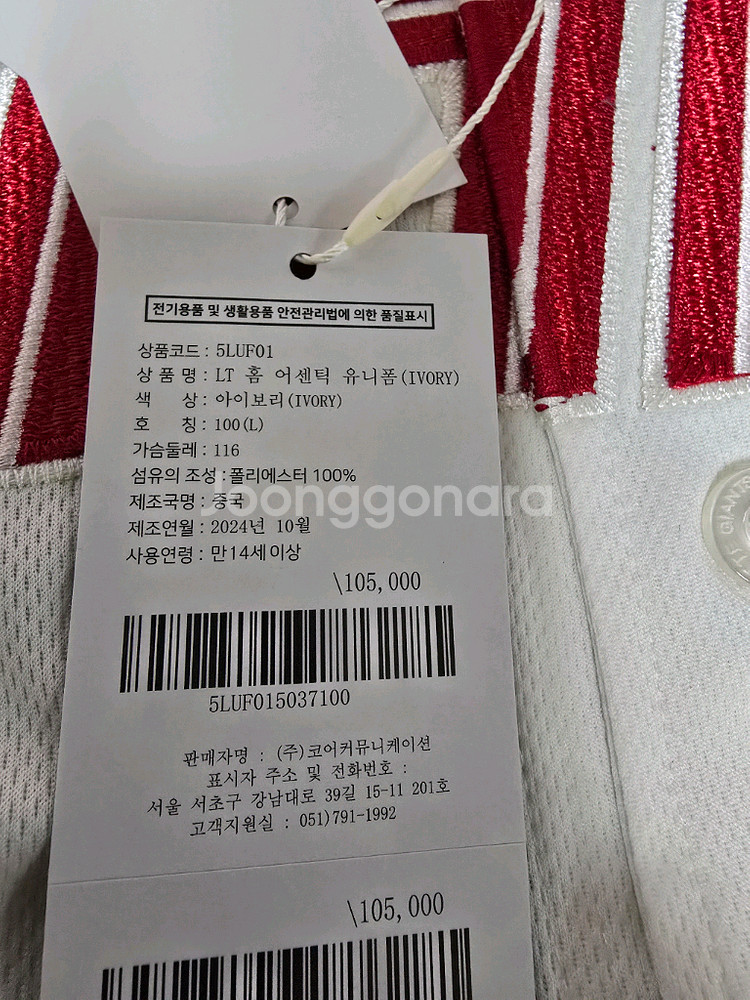 전기용품 및 생활용품 안전관리법에 의한 품질표시
상품코드 : 5LUF01
상 품 명 : LT 홈 어센틱 유니폼(IVORY)
색 상 : 아이보리(IVORY)
호 칭 : 100(L)
가슴둘레 : 116
섬유의 조성 : 폴리에스터 100%
Joonggonara
제조국명 : 중국
제조연월 : 2024년 10월
사용연령 : 만 14세 이상
\105,000
5LUF015037100
판매자명 : (주)코어커뮤니케이션
표시자 주소 및 전화번호 :
서울 서초구 강남대로 39길 15-11 201호
고객지원실 : 051)791-1992
\105,000